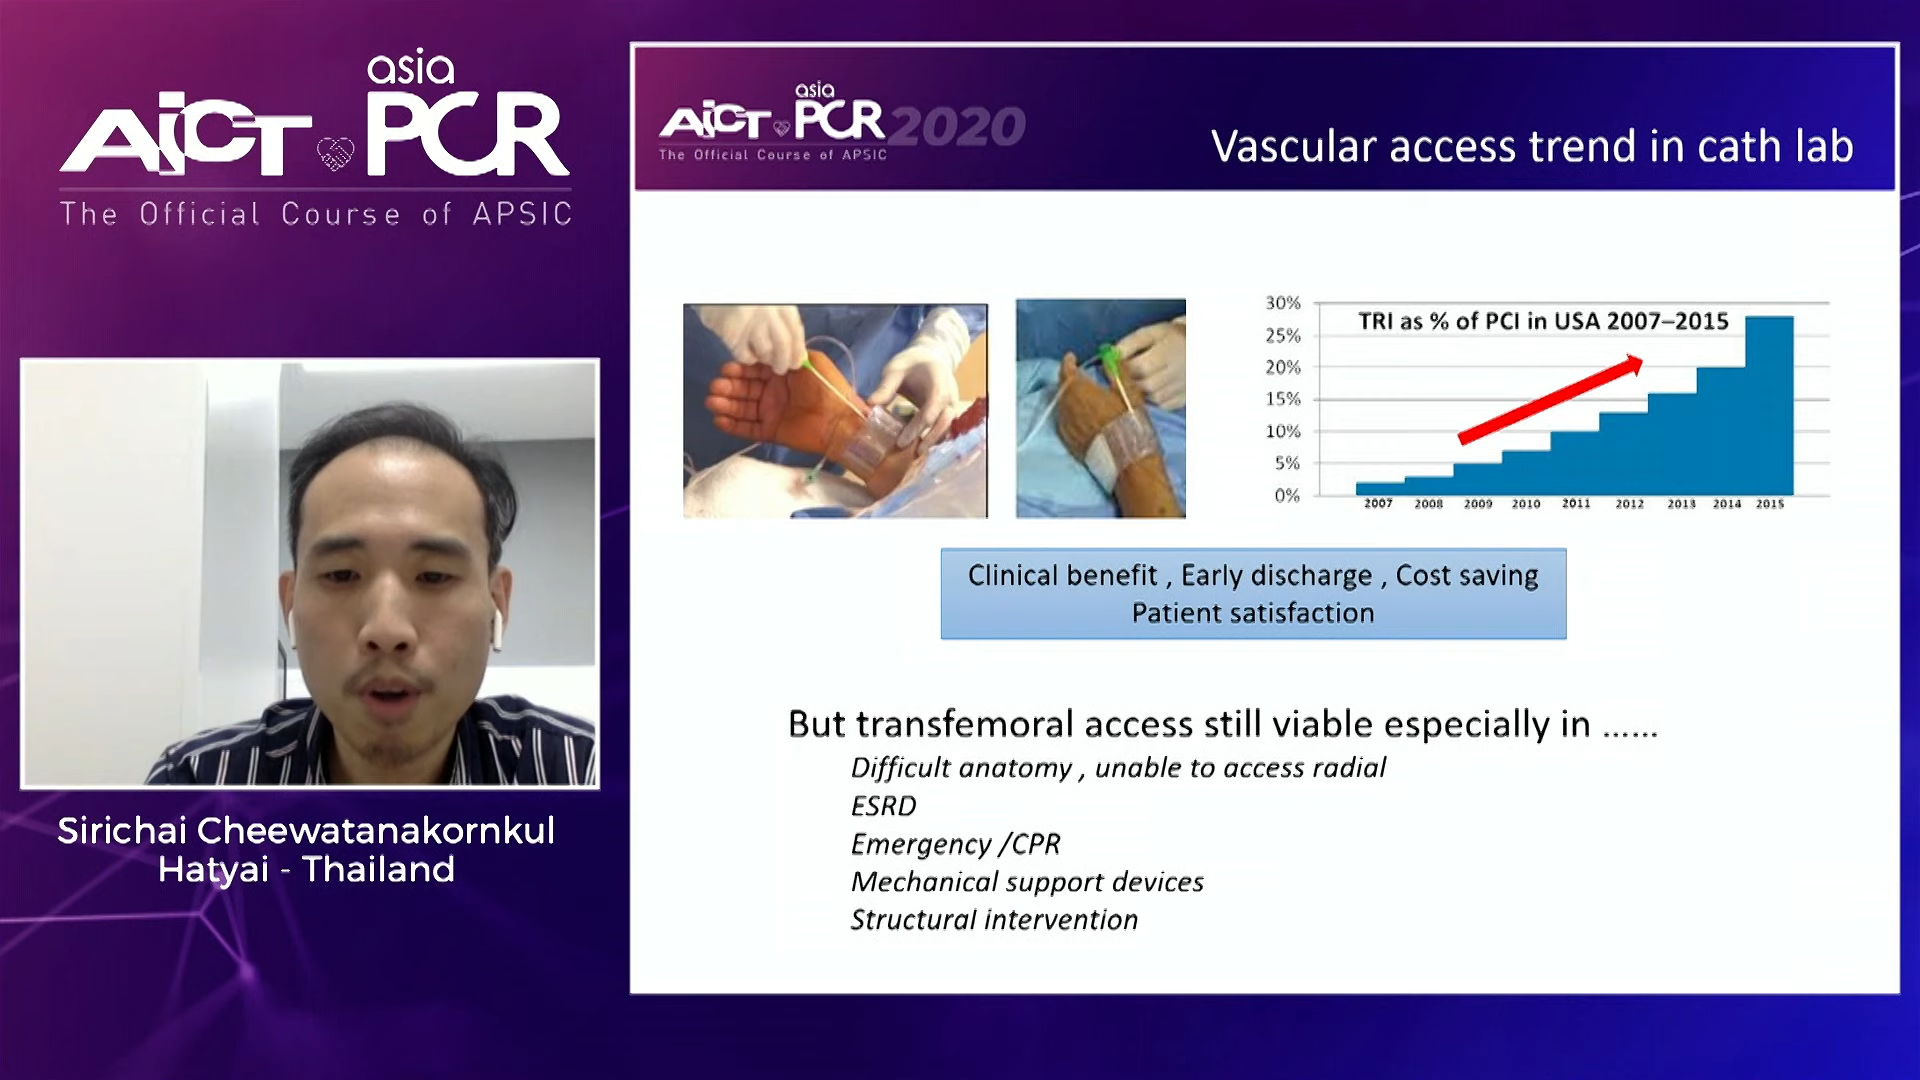 asia
AICT PCR
The Official Course of APSIC
Sirichai Cheewatanakornkul
Hatyai - Thailand
asia
AICT PCR 2020
The Official Course of APSIC
Vascular access trend in cath lab
TRI as % of PCI in USA 2007–2015
30%
25%
20%
15%
10%
5%
0%
2007 2008 2009 2010 2011 2012 2013 2014 2015
Clinical benefit , Early discharge , Cost saving
Patient satisfaction
But transfemoral access still viable especially in ......
Difficult anatomy , unable to access radial
ESRD
Emergency /CPR
Mechanical support devices
Structural intervention